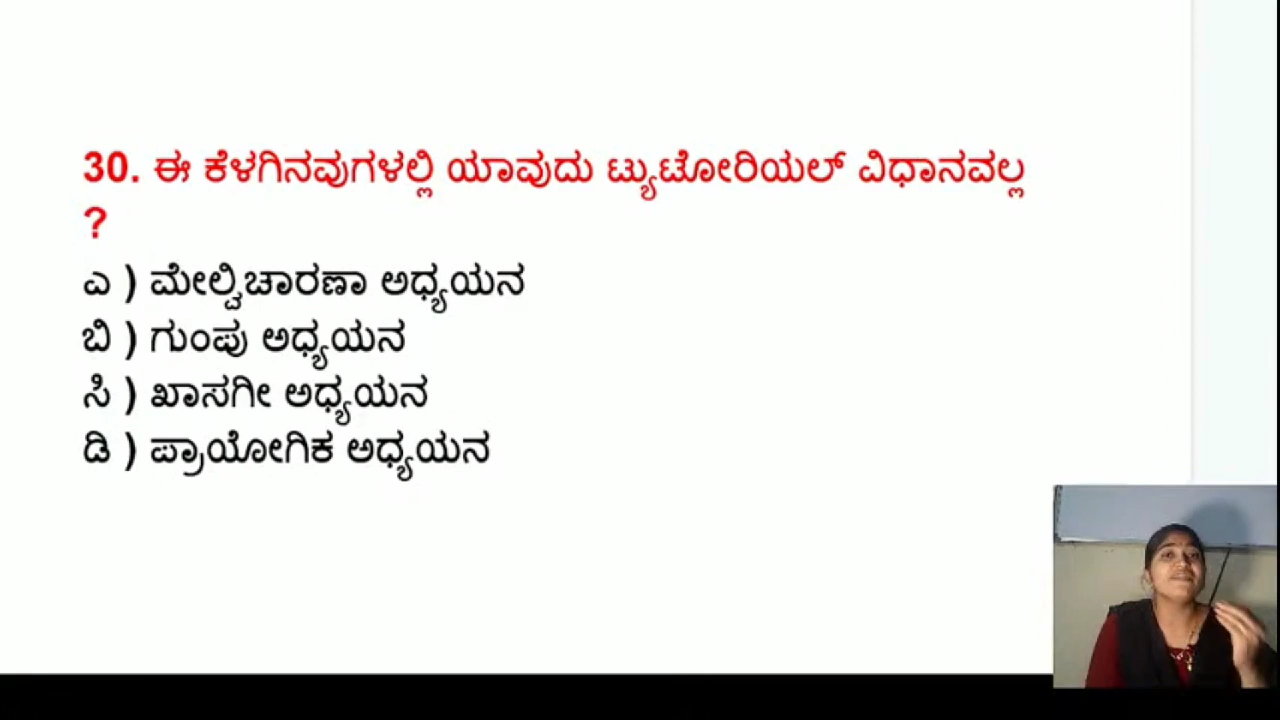 30. ಈ ಕೆಳಗಿನವುಗಳಲ್ಲಿ ಯಾವುದು ಟ್ಯುಟೋರಿಯಲ್ ವಿಧಾನವಲ್ಲ
?
ಎ ) ಮೇಲ್ವಿಚಾರಣಾ ಅಧ್ಯಯನ
ಬಿ ) ಗುಂಪು ಅಧ್ಯಯನ
ಸಿ ) ಖಾಸಗೀ ಅಧ್ಯಯನ
ಡಿ ) ಪ್ರಾಯೋಗಿಕ ಅಧ್ಯಯನ